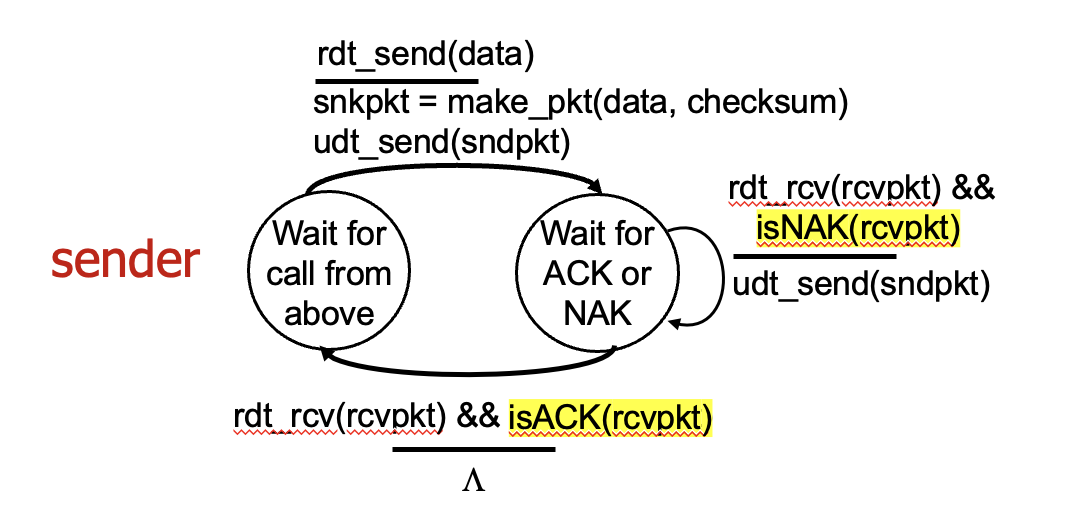 rdt_send(data)
snkpkt = make_pkt(data, checksum)
udt_send(sndpkt)
rdt_rcv(rcvpkt) &&
isNAK(rcvpkt)
udt_send(sndpkt)
sender
Wait for
call from
above
Wait for
ACK or
NAK
rdt_rcv(rcvpkt) && isACK(rcvpkt)
Λ